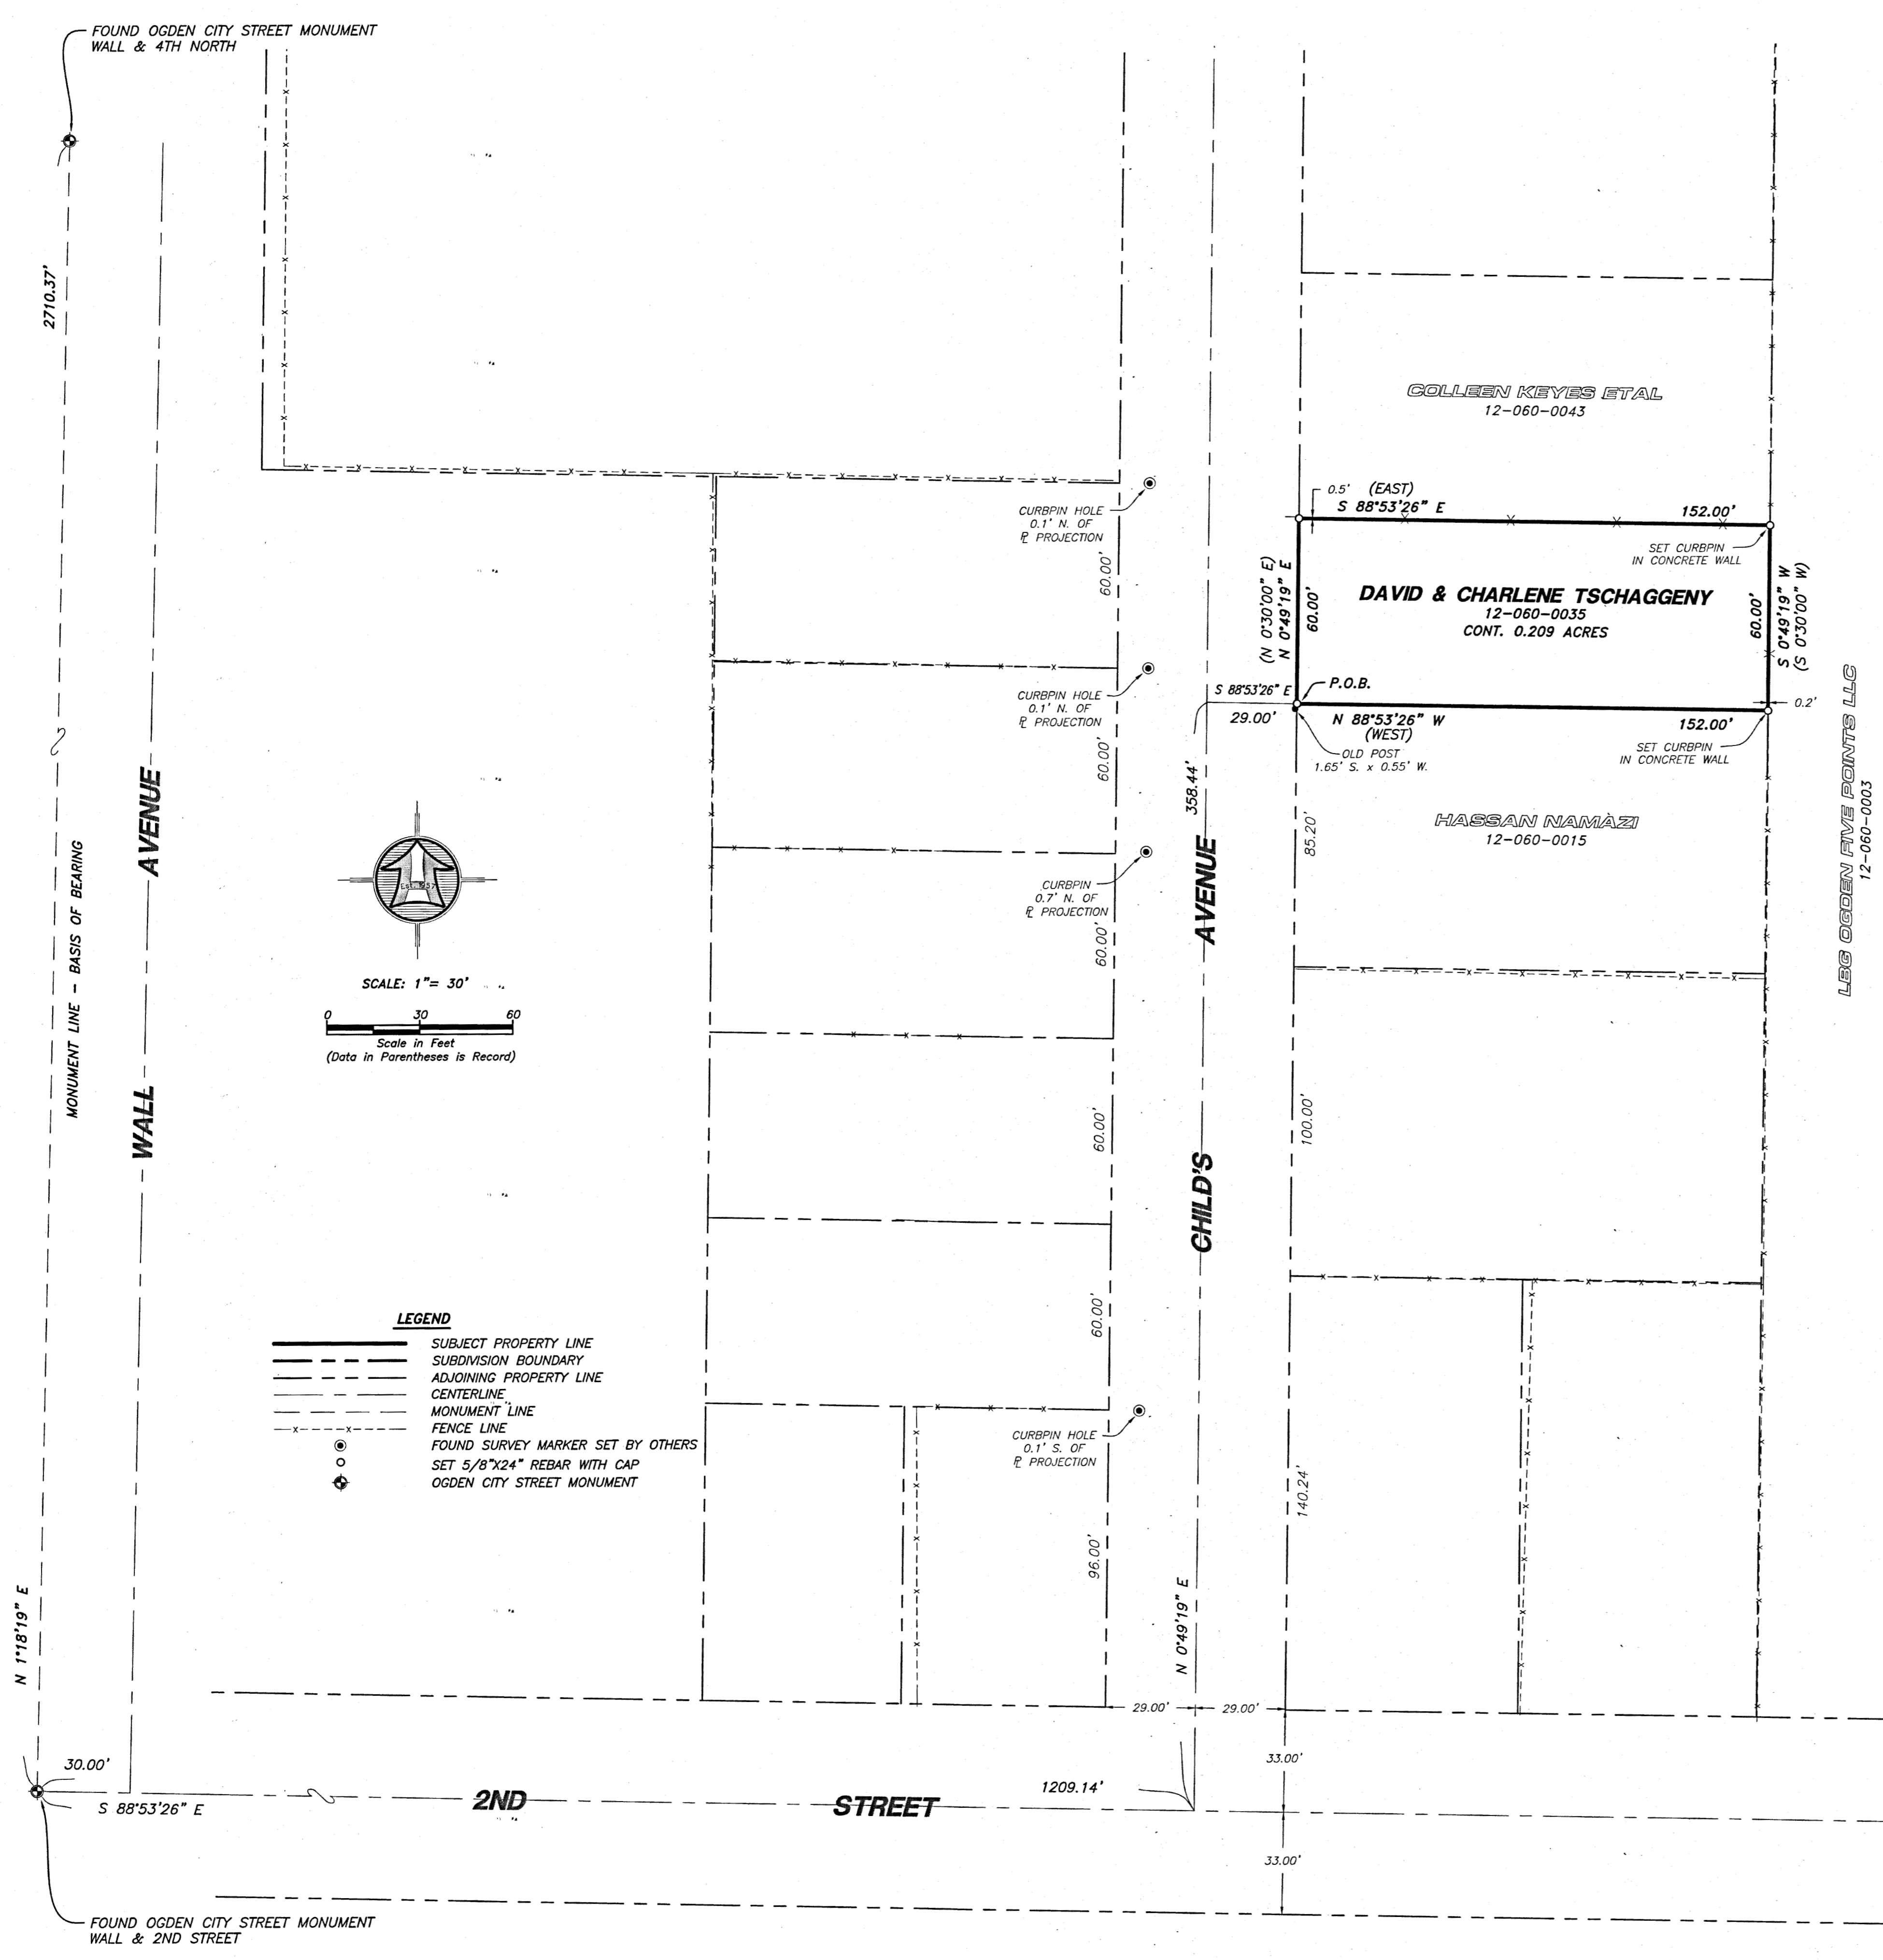 FOUND OGDEN CITY STREET MONUMENT
WALL & 4TH NORTH
2710.37'
MONUMENT LINE – BASIS OF BEARING
N 1°18'19" E
WALL AVENUE
COLLEEN KEYES ETAL
12–060–0043
CURBPIN HOLE
0.1' N. OF
PL PROJECTION
60.00'
0.5' (EAST)
S 88°53'26" E
152.00'
SET CURBPIN
IN CONCRETE WALL
(N 0°30'00" E)
N 0°49'19" E
60.00'
DAVID & CHARLENE TSCHAGGENY
12–060–0035
CONT. 0.209 ACRES
60.00'
S 0°49'19" W
(S 0°30'00" W)
CURBPIN HOLE
0.1' N. OF
PL PROJECTION
60.00'
S 88°53'26" E
29.00'
P.O.B.
N 88°53'26" W
(WEST)
152.00'
0.2'
OLD POST
1.65' S. x 0.55' W.
SET CURBPIN
IN CONCRETE WALL
358.44'
85.20'
HASSAN NAMAZI
12–060–0015
LBG OGDEN FIVE POINTS LLC
12–060–0003
CURBPIN
0.7' N. OF
PL PROJECTION
60.00'
CHILD'S AVENUE
SCALE: 1"= 30'
0 30 60
Scale in Feet
(Data in Parentheses is Record)
60.00'
100.00'
60.00'
LEGEND
SUBJECT PROPERTY LINE
SUBDIVISION BOUNDARY
ADJOINING PROPERTY LINE
CENTERLINE
MONUMENT LINE
FENCE LINE
FOUND SURVEY MARKER SET BY OTHERS
SET 5/8"X24" REBAR WITH CAP
OGDEN CITY STREET MONUMENT
CURBPIN HOLE
0.1' S. OF
PL PROJECTION
140.24'
96.00'
N 0°49'19" E
29.00' 29.00'
33.00'
30.00'
S 88°53'26" E
2ND STREET
1209.14'
33.00'
FOUND OGDEN CITY STREET MONUMENT
WALL & 2ND STREET